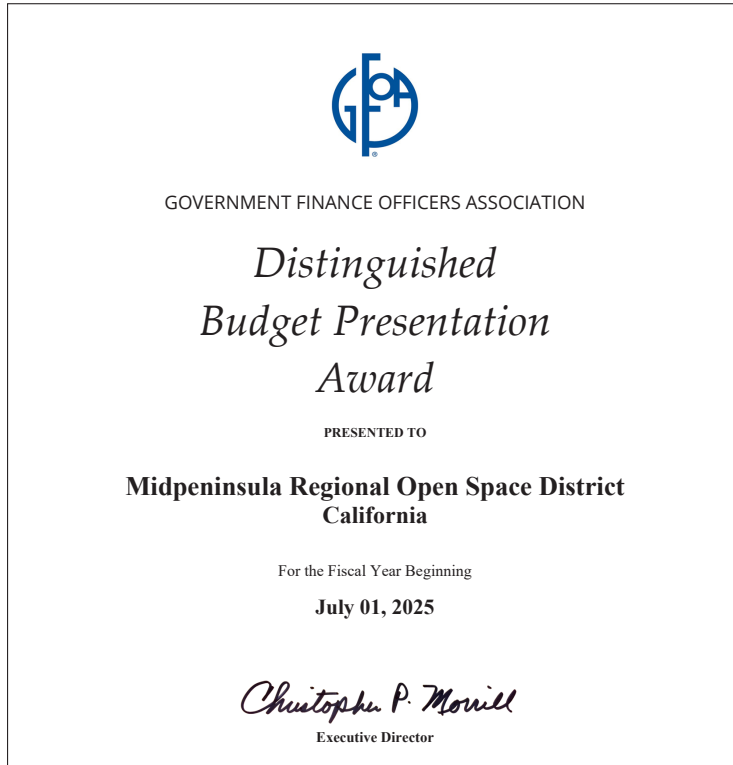 GFOA
®
GOVERNMENT FINANCE OFFICERS ASSOCIATION
Distinguished
Budget Presentation
Award
PRESENTED TO
Midpeninsula Regional Open Space District
California
For the Fiscal Year Beginning
July 01, 2025
Christopher P. Morrill
Executive Director